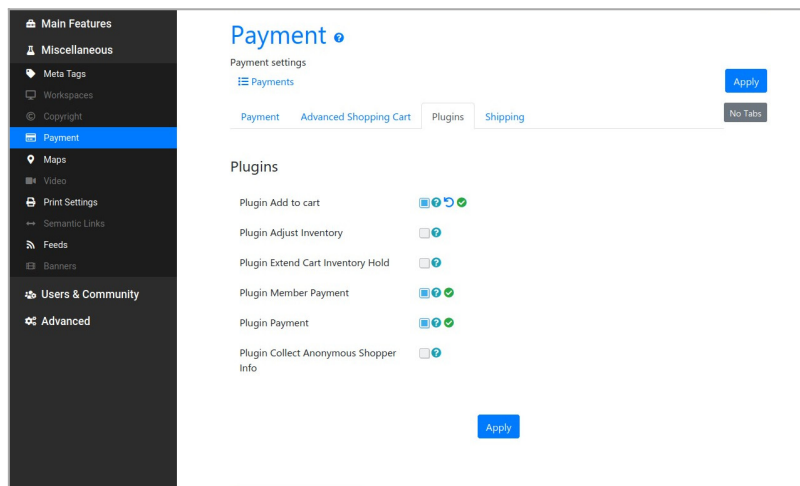 Main Features
Miscellaneous
Meta Tags
Workspaces
Copyright
Payment
Maps
Video
Print Settings
Semantic Links
Feeds
Banners
Users & Community
Advanced
Payment
Payment settings
Payments
Apply
Payment Advanced Shopping Cart Plugins Shipping
No Tabs
Plugins
Plugin Add to cart
Plugin Adjust Inventory
Plugin Extend Cart Inventory Hold
Plugin Member Payment
Plugin Payment
Plugin Collect Anonymous Shopper
Info
Apply